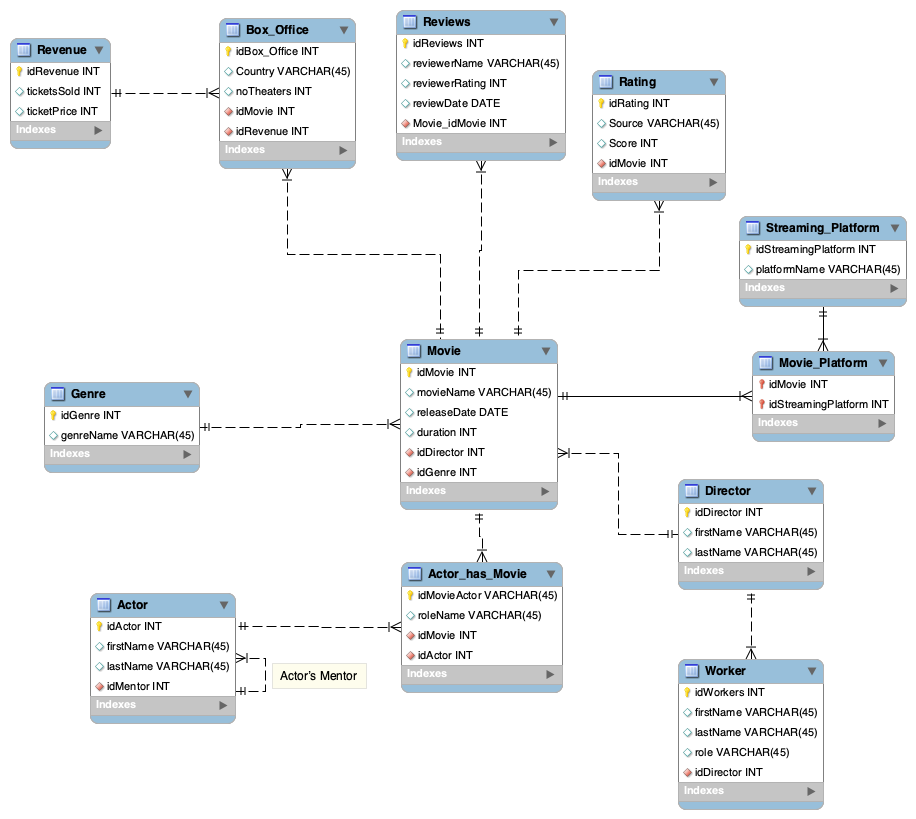 Revenue
idRevenue INT
ticketsSold INT
ticketPrice INT
Indexes
Box_Office
idBox_Office INT
Country VARCHAR(45)
noTheaters INT
idMovie INT
idRevenue INT
Indexes
Reviews
idReviews INT
reviewerName VARCHAR(45)
reviewerRating INT
reviewDate DATE
Movie_idMovie INT
Indexes
Rating
idRating INT
Source VARCHAR(45)
Score INT
idMovie INT
Indexes
Streaming_Platform
idStreamingPlatform INT
platformName VARCHAR(45)
Indexes
Movie
idMovie INT
movieName VARCHAR(45)
releaseDate DATE
duration INT
idDirector INT
idGenre INT
Indexes
Movie_Platform
idMovie INT
idStreamingPlatform INT
Indexes
Genre
idGenre INT
genreName VARCHAR(45)
Indexes
Director
idDirector INT
firstName VARCHAR(45)
lastName VARCHAR(45)
Indexes
Actor_has_Movie
idMovieActor VARCHAR(45)
roleName VARCHAR(45)
idMovie INT
idActor INT
Indexes
Actor
idActor INT
firstName VARCHAR(45)
lastName VARCHAR(45)
idMentor INT
Indexes
Actor's Mentor
Worker
idWorkers INT
firstName VARCHAR(45)
lastName VARCHAR(45)
role VARCHAR(45)
idDirector INT
Indexes